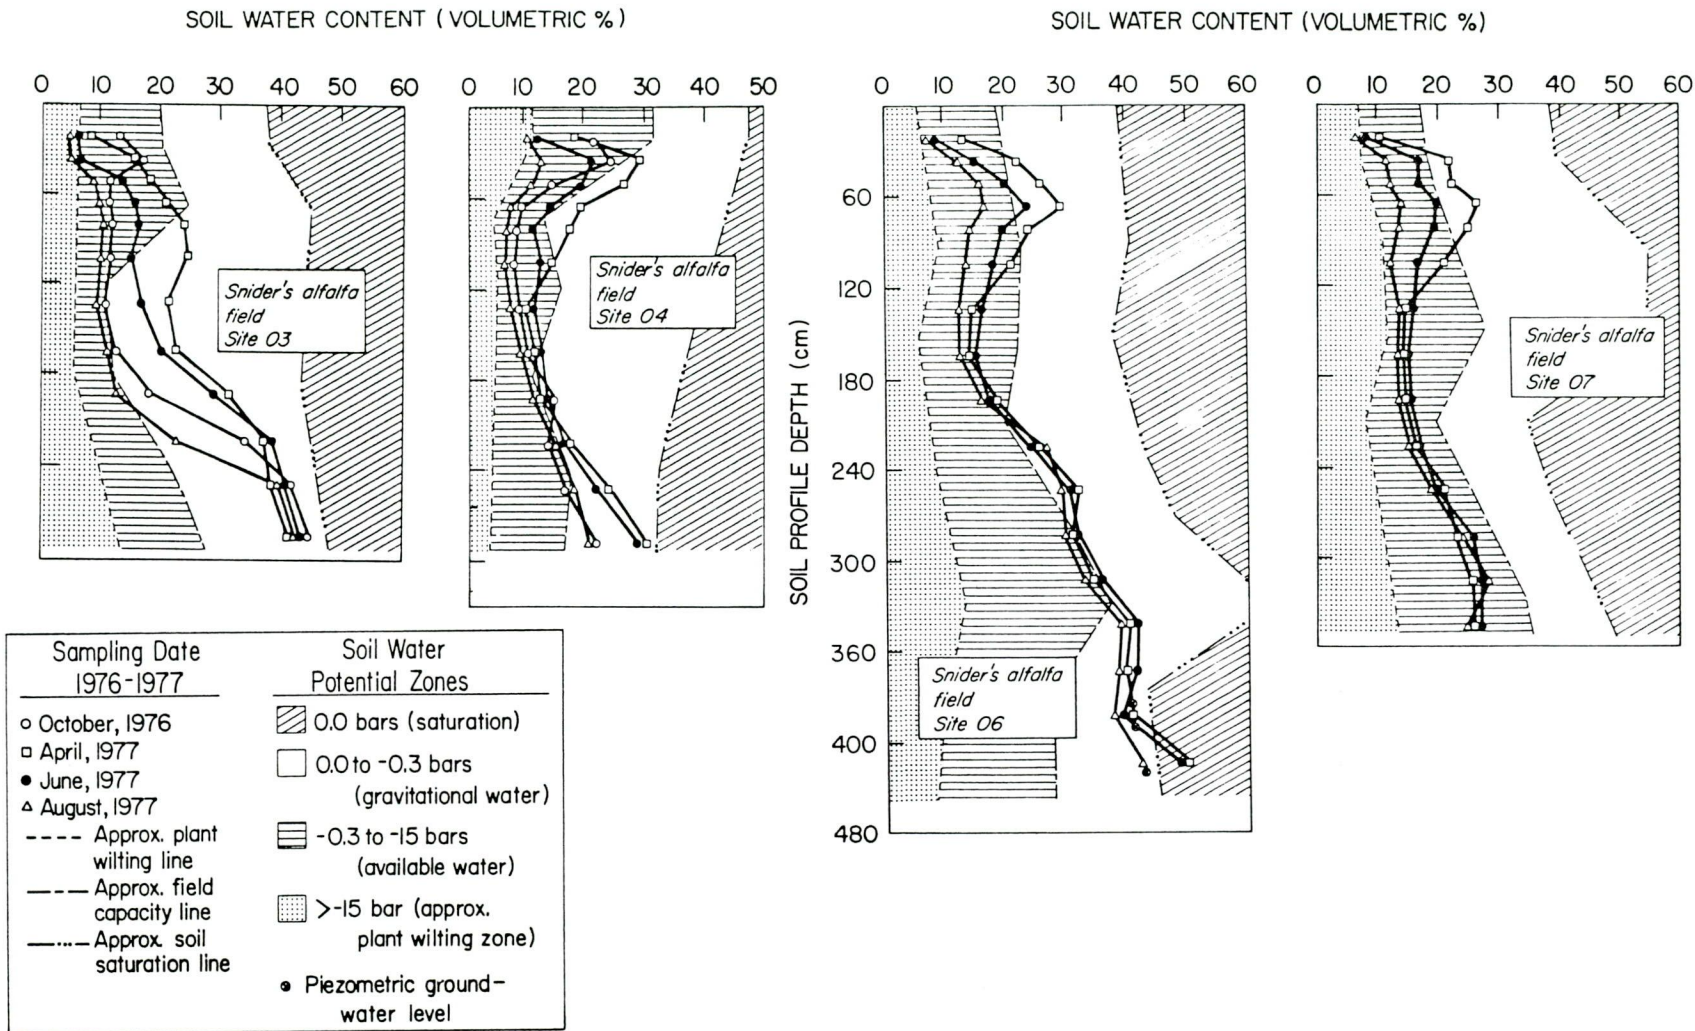 SOIL WATER CONTENT (VOLUMETRIC %)
SOIL WATER CONTENT (VOLUMETRIC %)
0 10 20 30 40 50 60
0 10 20 30 40 50
0 10 20 30 40 50 60
0 10 20 30 40 50 60
Snider's alfalfa
field
Site 03
Snider's alfalfa
field
Site 04
SOIL PROFILE DEPTH (cm)
60
120
180
240
300
360
400
480
Snider's alfalfa
field
Site 06
Snider's alfalfa
field
Site 07
Sampling Date
1976-1977
October, 1976
April, 1977
June, 1977
August, 1977
Approx. plant
wilting line
Approx. field
capacity line
Approx. soil
saturation line
Soil Water
Potential Zones
0.0 bars (saturation)
0.0 to -0.3 bars
(gravitational water)
-0.3 to -15 bars
(available water)
>-15 bar (approx.
plant wilting zone)
Piezometric ground-
water level